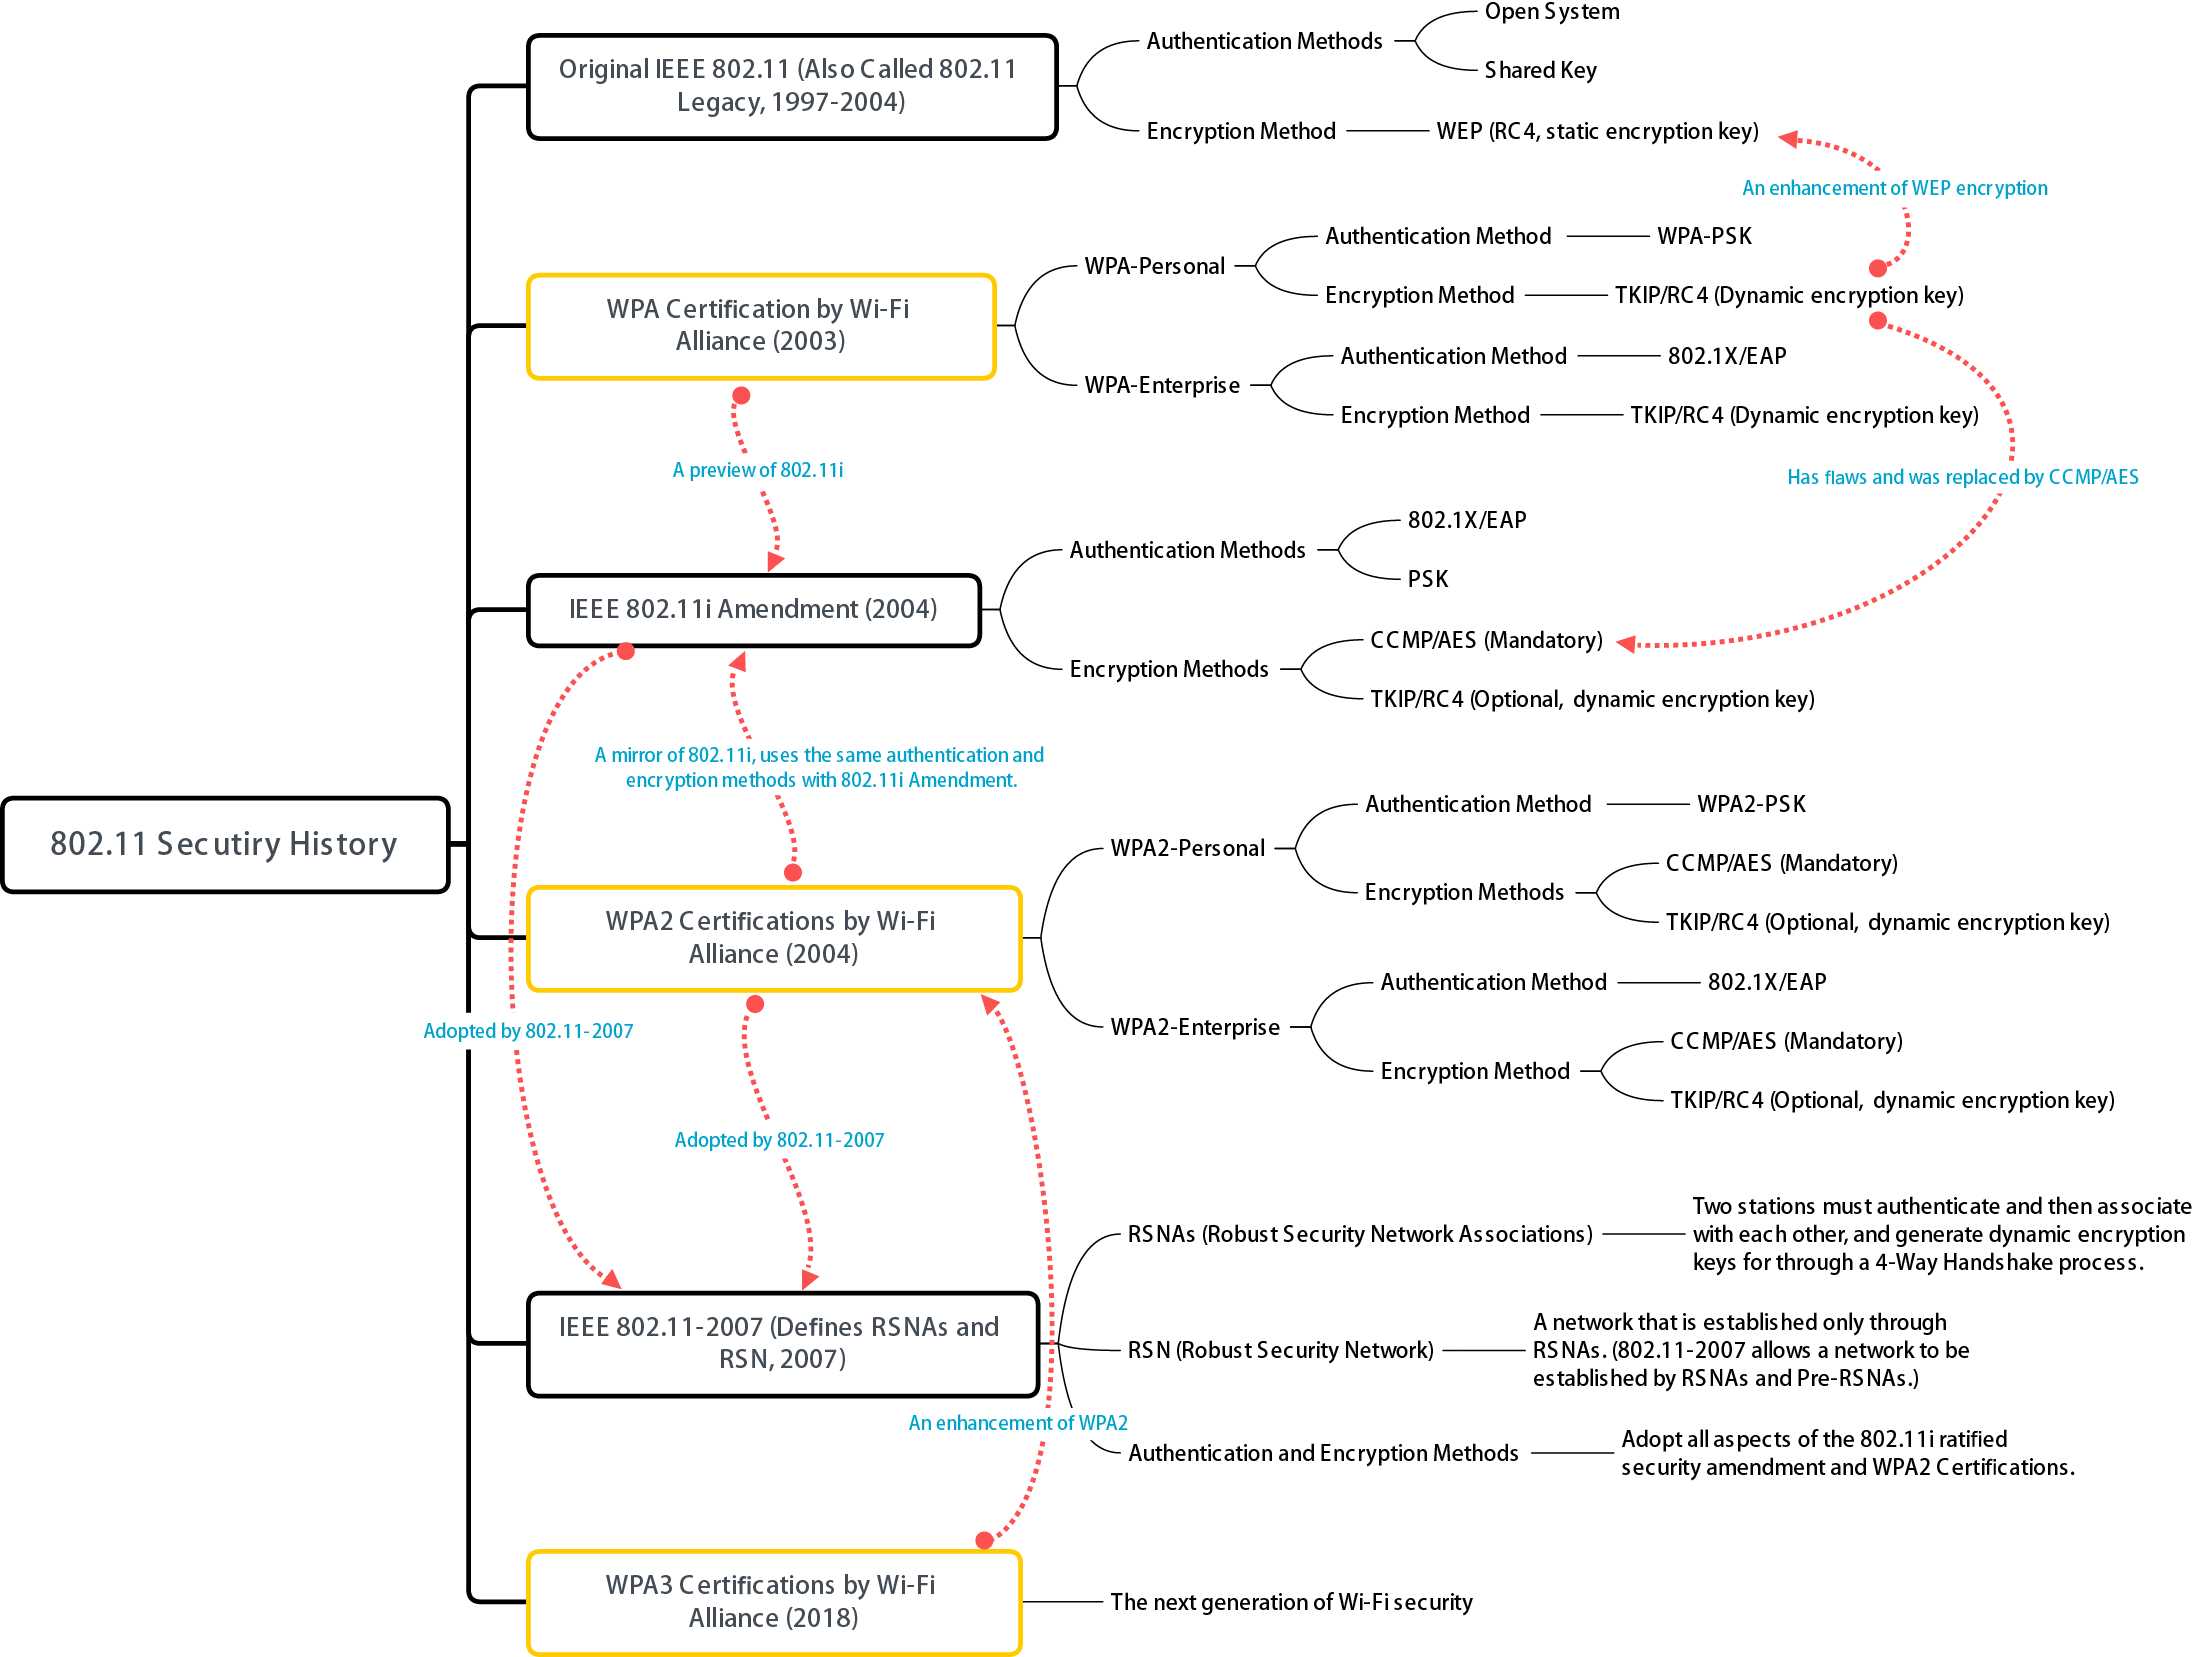 Open System
Authentication Methods
Original IEEE 802.11 (Also Called 802.11
Legacy, 1997-2004)
Shared Key
Encryption Method
WEP (RC4, static encryption key)
An enhancement of WEP encryption
Authentication Method
WPA-PSK
WPA-Personal
Encryption Method
TKIP/RC4 (Dynamic encryption key)
WPA Certification by Wi-Fi
Alliance (2003)
Authentication Method
802.1X/EAP
WPA-Enterprise
Encryption Method
TKIP/RC4 (Dynamic encryption key)
A preview of 802.11i
Has flaws and was replaced by CCMP/AES
802.1X/EAP
Authentication Methods
PSK
IEEE 802.11i Amendment (2004)
CCMP/AES (Mandatory)
Encryption Methods
TKIP/RC4 (Optional, dynamic encryption key)
A mirror of 802.11i, uses the same authentication and
encryption methods with 802.11i Amendment.
802.11 Secutiry History
Authentication Method
WPA2-PSK
WPA2-Personal
CCMP/AES (Mandatory)
Encryption Methods
TKIP/RC4 (Optional, dynamic encryption key)
WPA2 Certifications by Wi-Fi
Alliance (2004)
Authentication Method
802.1X/EAP
WPA2-Enterprise
CCMP/AES (Mandatory)
Encryption Method
TKIP/RC4 (Optional, dynamic encryption key)
Adopted by 802.11-2007
Adopted by 802.11-2007
RSNAs (Robust Security Network Associations)
Two stations must authenticate and then associate
with each other, and generate dynamic encryption
keys for through a 4-Way Handshake process.
IEEE 802.11-2007 (Defines RSNAs and
RSN, 2007)
RSN (Robust Security Network)
A network that is established only through
RSNAs. (802.11-2007 allows a network to be
established by RSNAs and Pre-RSNAs.)
An enhancement of WPA2
Authentication and Encryption Methods
Adopt all aspects of the 802.11i ratified
security amendment and WPA2 Certifications.
WPA3 Certifications by Wi-Fi
Alliance (2018)
The next generation of Wi-Fi security